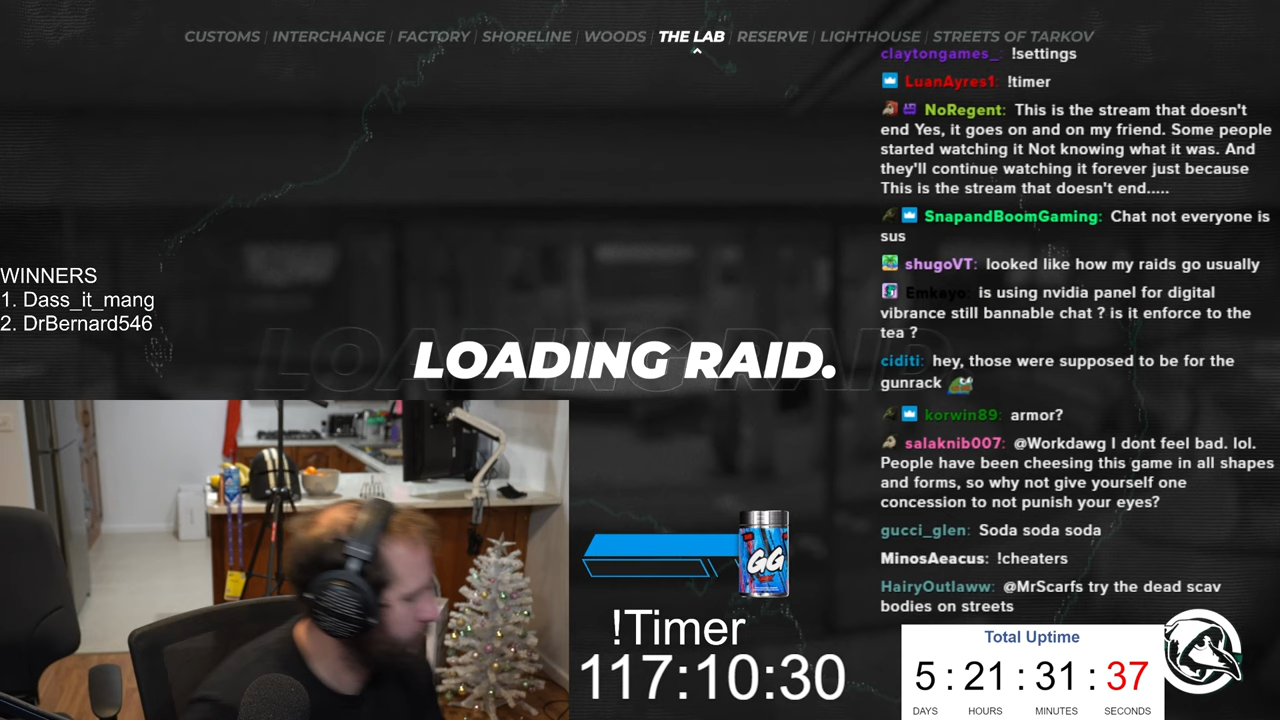 CUSTOMS | INTERCHANGE | FACTORY | SHORELINE | WOODS | THE LAB | RESERVE | LIGHTHOUSE | STREETS OF TARKOV
claytongames_: !settings
LuanAyres1: !timer
NoRegent: This is the stream that doesn't
end Yes, it goes on and on my friend. Some people
started watching it Not knowing what it was. And
they'll continue watching it forever just because
This is the stream that doesn't end.....
SnapandBoomGaming: Chat not everyone is
sus
shugoVT: looked like how my raids go usually
Emkayo: is using nvidia panel for digital
vibrance still bannable chat ? is it enforce to the
tea ?
ciditi: hey, those were supposed to be for the
gunrack
korwin89: armor?
salaknib007: @Workdawg I dont feel bad. lol.
People have been cheesing this game in all shapes
and forms, so why not give yourself one
concession to not punish your eyes?
gucci_glen: Soda soda soda
MinosAeacus: !cheaters
HairyOutlaww: @MrScarfs try the dead scav
bodies on streets
WINNERS
1. Dass_it_mang
2. DrBernard546
LOADING RAID
LOADING RAID.
GG
!Timer
117:10:30
Total Uptime
5 : 21 : 31 : 37
DAYS HOURS MINUTES SECONDS